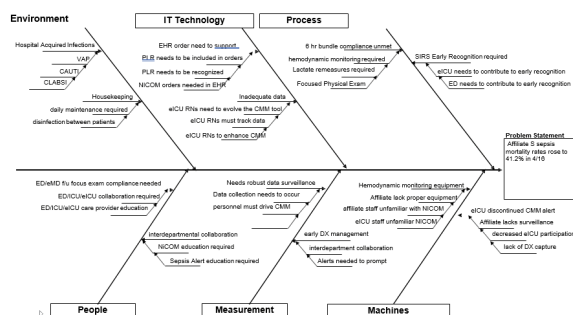 Environment
IT Technology
Process
Hospital Acquired Infections
VAP
CAUTI
CLABSI
Housekeeping
daily maintenance required
disinfection between patients
EHR order need to support
PLR needs to be included in orders
PLR needs to be recognized
NICOM orders needed in EHR
Inadequate data
eICU RNs need to evolve the CMM tool
eICU RNs must track data
eICU RNs to enhance CMM
6 hr bundle compliance unmet
hemodynamic monitoring required
Lactate remeasures required
Focused Physical Exam
SIRS Early Recognition required
eICU needs to contribute to early recognition
ED needs to contribute to early recognition
Problem Statement
Affiliate S sepsis
mortality rates rose to
41.2% in 4/16
ED/eMD f/u focus exam compliance needed
ED/ICU/eICU collaboration required
ED/ICU/eICU care provider education
interdepartmental collaboration
NiCOM education required
Sepsis Alert education required
Needs robust data surveillance
Data collection needs to occur
personnel must drive CMM
early DX management
interdepartment collaboration
Alerts needed to prompt
Hemodynamic monitoring equipment
Affiliate lack proper equipment
affiliate staff unfamiliar with NICOM
eICU staff unfamiliar NICOM
eICU discontinued CMM alert
Affiliate lacks surveillance
decreased eICU participation
lack of DX capture
People
Measurement
Machines